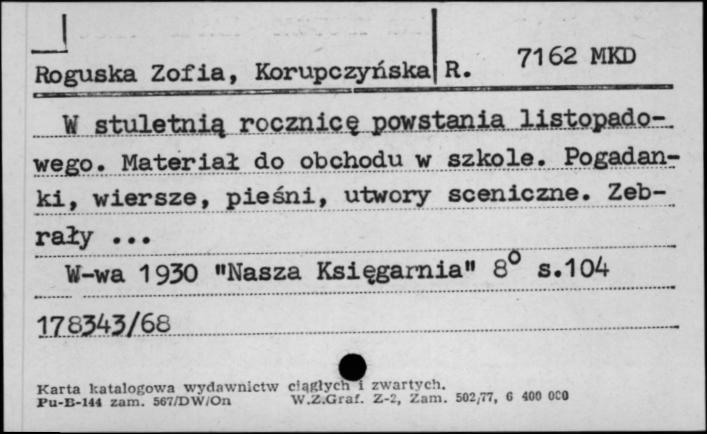 Roguska Zofia, Korupczyńska R. 7162 MKD
W stuletnią rocznicę powstania listopado-
wego. Materiał do obchodu w szkole. Pogadan-
ki, wiersze, pieśni, utwory sceniczne. Zeb-
rały ...
W-wa 1930 "Nasza Księgarnia" 8° s.104
178343/68
Karta katalogowa wydawnictw ciągłych i zwartych.
Pu-B-144 zam. 567/DW/On W.Z.Graf. Z-2, Zam. 502/77, 6 400 000